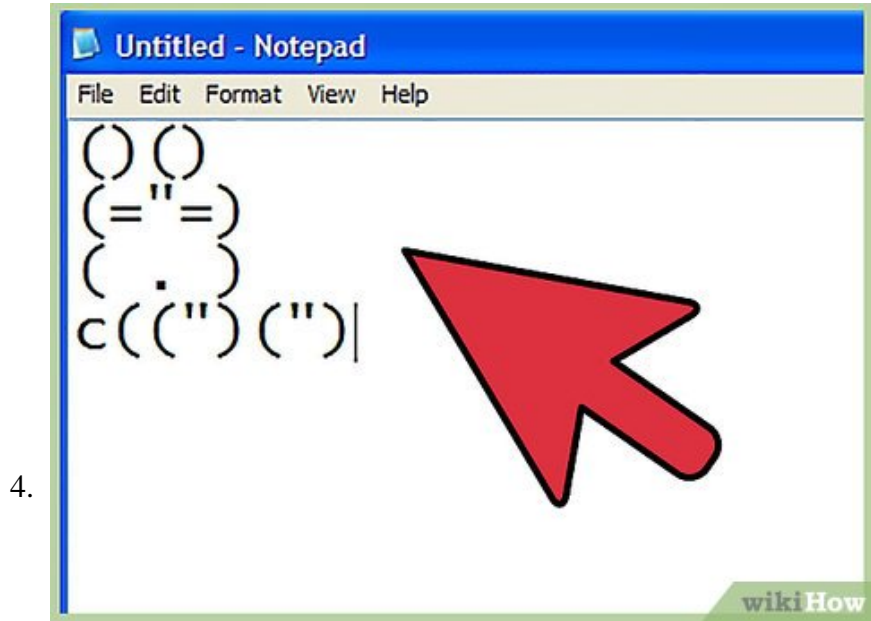 Untitled - Notepad
File Edit Format View Help
()()
(="=)
( . )
c((")(")
4.
wikiHow